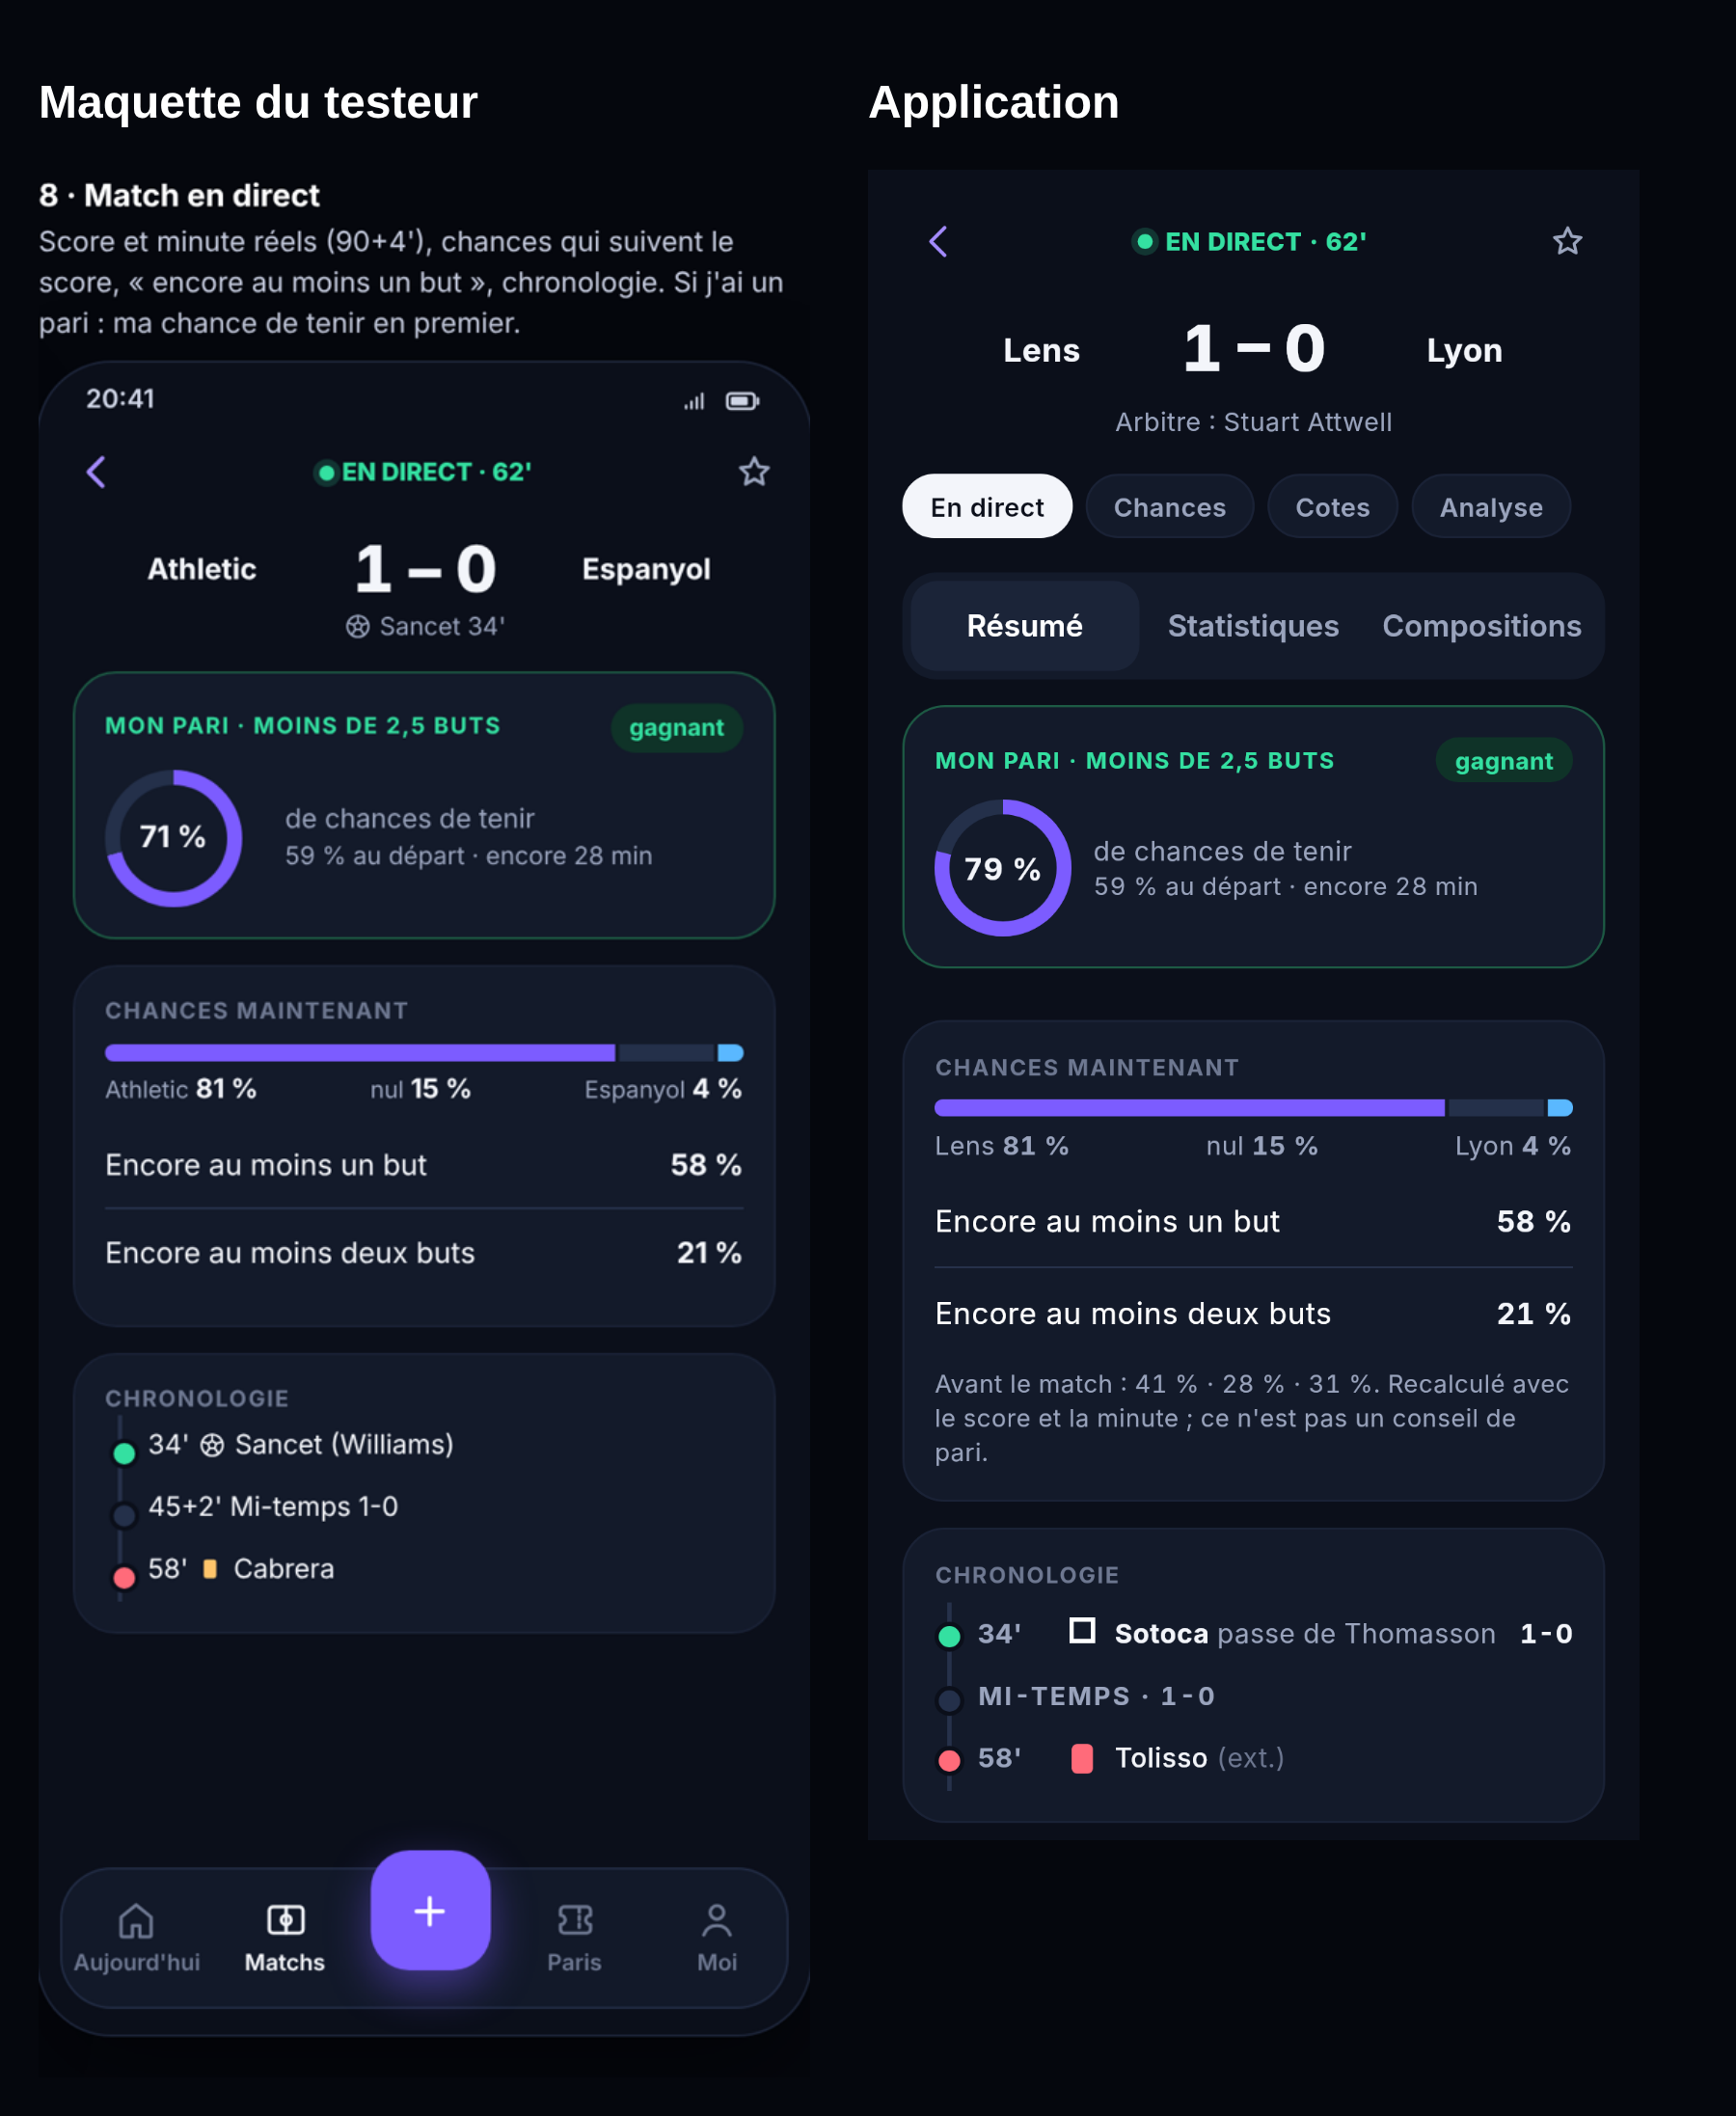 Maquette du testeur
8 · Match en direct
Score et minute réels (90+4'), chances qui suivent le
score, « encore au moins un but », chronologie. Si j'ai un
pari : ma chance de tenir en premier.
20:41
EN DIRECT · 62'
Athletic 1 – 0 Espanyol
Sancet 34'
MON PARI · MOINS DE 2,5 BUTS gagnant
71 %
de chances de tenir
59 % au départ · encore 28 min
CHANCES MAINTENANT
Athletic 81 % nul 15 % Espanyol 4 %
Encore au moins un but 58 %
Encore au moins deux buts 21 %
CHRONOLOGIE
34' Sancet (Williams)
45+2' Mi-temps 1-0
58' Cabrera
+
Aujourd'hui Matchs Paris Moi
Application
EN DIRECT · 62'
Lens 1 – 0 Lyon
Arbitre : Stuart Attwell
En direct Chances Cotes Analyse
Résumé Statistiques Compositions
MON PARI · MOINS DE 2,5 BUTS gagnant
79 %
de chances de tenir
59 % au départ · encore 28 min
CHANCES MAINTENANT
Lens 81 % nul 15 % Lyon 4 %
Encore au moins un but 58 %
Encore au moins deux buts 21 %
Avant le match : 41 % · 28 % · 31 %. Recalculé avec
le score et la minute ; ce n'est pas un conseil de
pari.
CHRONOLOGIE
34' Sotoca passe de Thomasson 1-0
MI-TEMPS · 1-0
58' Tolisso (ext.)